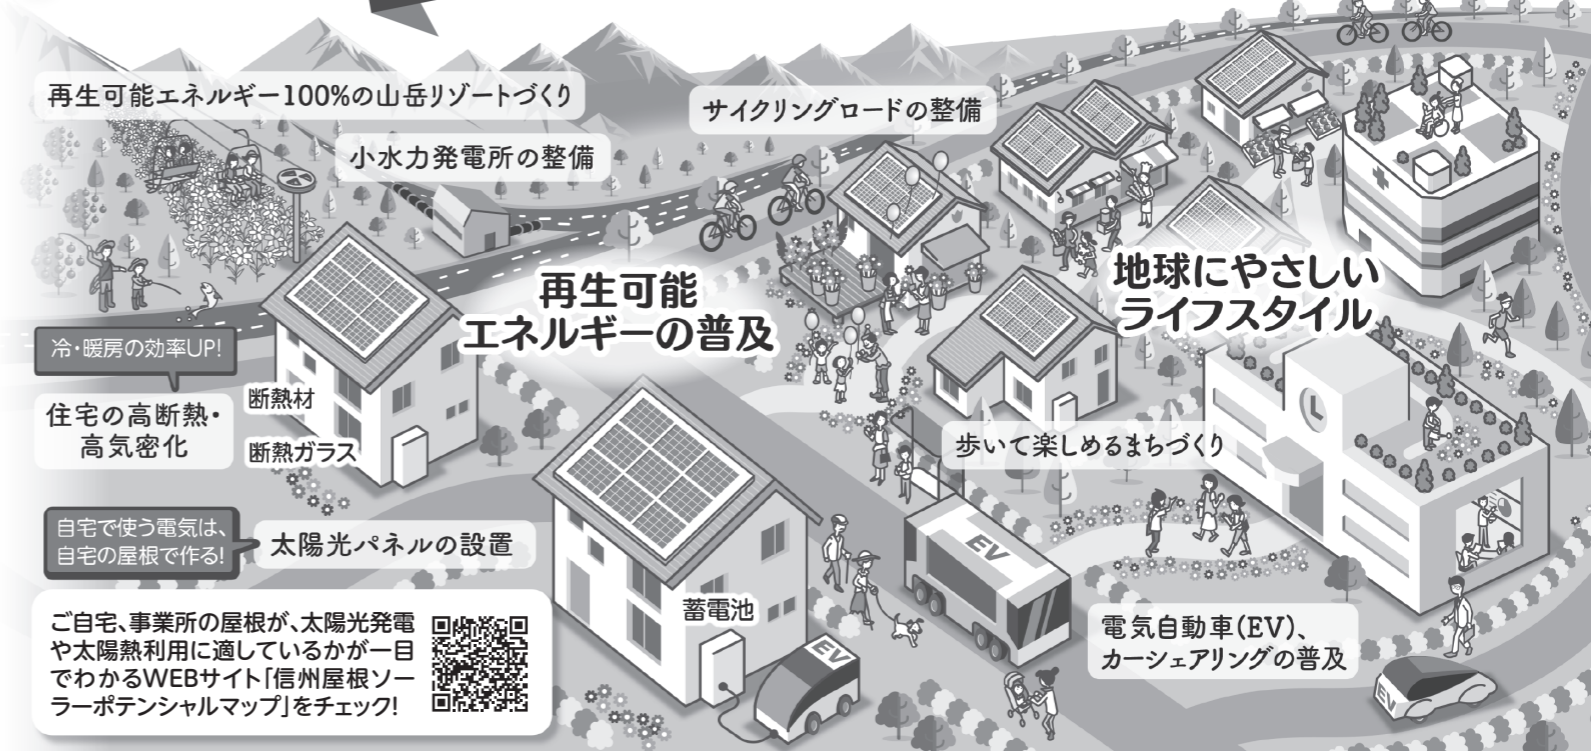 再生可能エネルギー100%の山岳リゾートづくり
小水力発電所の整備
サイクリングロードの整備
再生可能
エネルギーの普及
地球にやさしい
ライフスタイル
冷・暖房の効率UP!
住宅の高断熱・
高気密化
断熱材
断熱ガラス
歩いて楽しめるまちづくり
自宅で使う電気は、
自宅の屋根で作る!
太陽光パネルの設置
蓄電池
EV
EV
EV
電気自動車(EV)、
カーシェアリングの普及
ご自宅、事業所の屋根が、太陽光発電
や太陽熱利用に適しているかが一目
でわかるWEBサイト「信州屋根ソー
ラーポテンシャルマップ」をチェック!